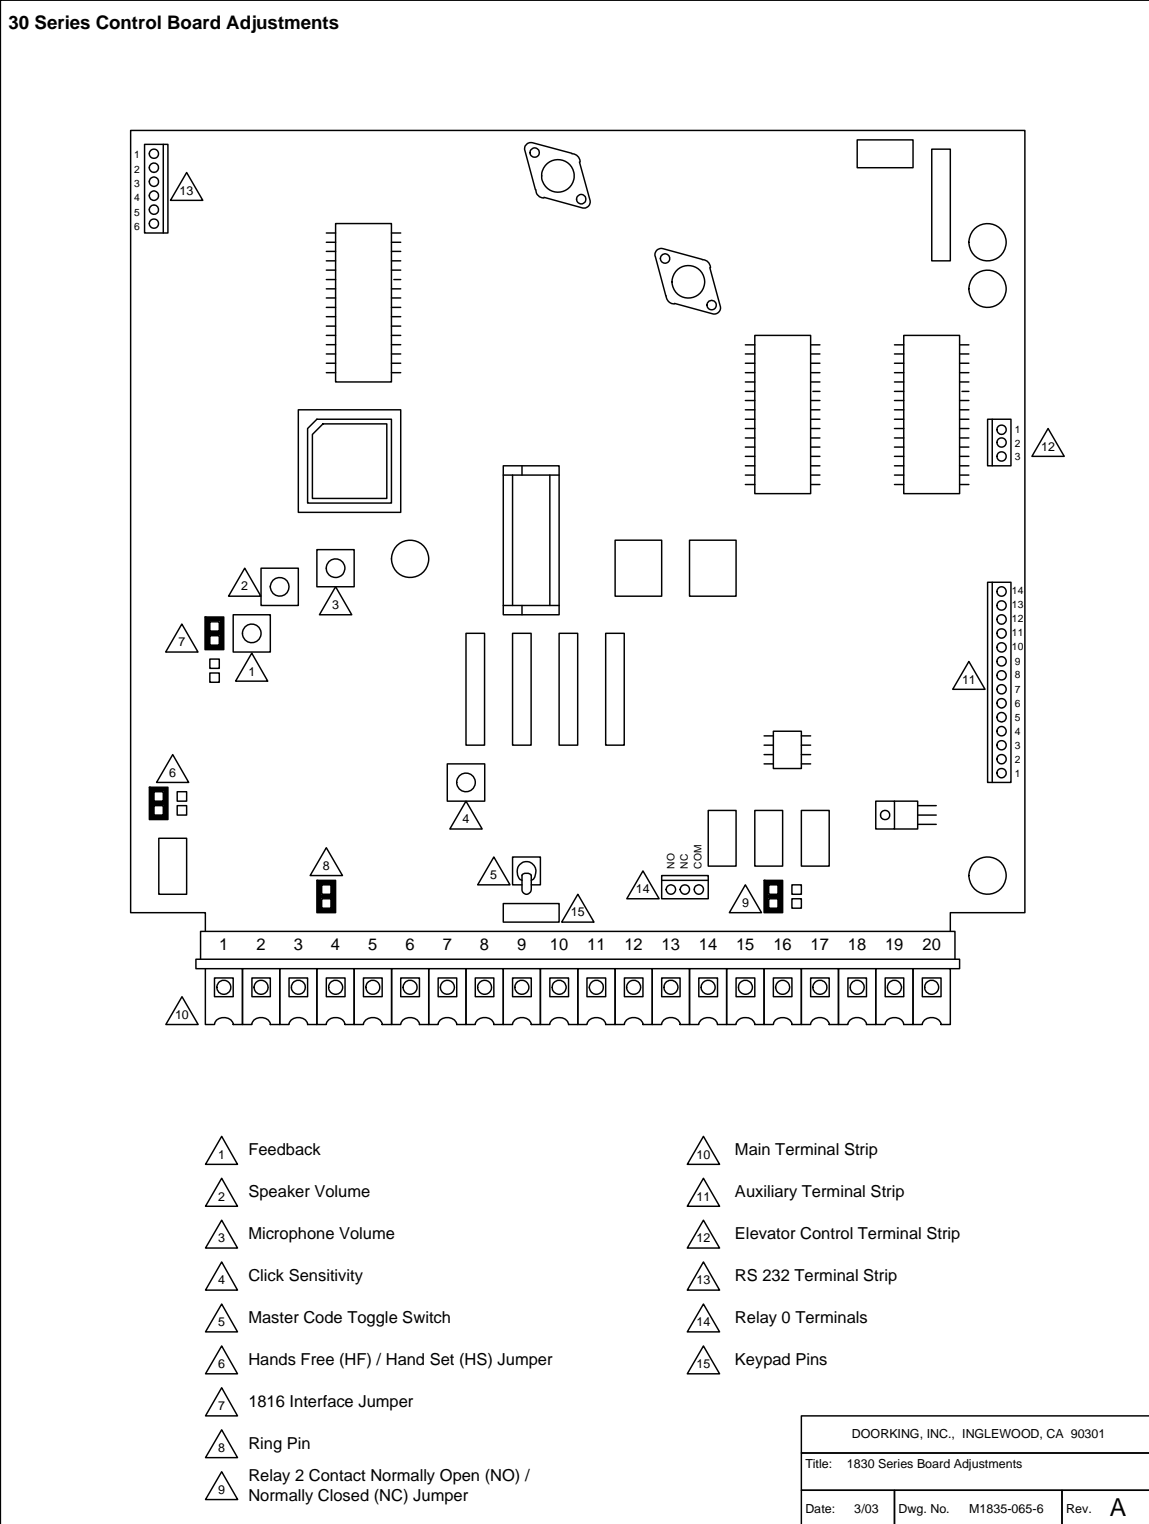 30 Series Control Board Adjustments
1
2
3
4
5
6
13
1
2
3
12
2
3
7
1
14
13
12
11
10
9
8
7
6
5
4
3
2
1
11
6
4
8
5
15
14
NO
NC
COM
9
1 2 3 4 5 6 7 8 9 10 11 12 13 14 15 16 17 18 19 20
10
1 Feedback
2 Speaker Volume
3 Microphone Volume
4 Click Sensitivity
5 Master Code Toggle Switch
6 Hands Free (HF) / Hand Set (HS) Jumper
7 1816 Interface Jumper
8 Ring Pin
9 Relay 2 Contact Normally Open (NO) /
Normally Closed (NC) Jumper
10 Main Terminal Strip
11 Auxiliary Terminal Strip
12 Elevator Control Terminal Strip
13 RS 232 Terminal Strip
14 Relay 0 Terminals
15 Keypad Pins
DOORKING, INC., INGLEWOOD, CA 90301
Title: 1830 Series Board Adjustments
Date: 3/03 Dwg. No. M1835-065-6 Rev. A